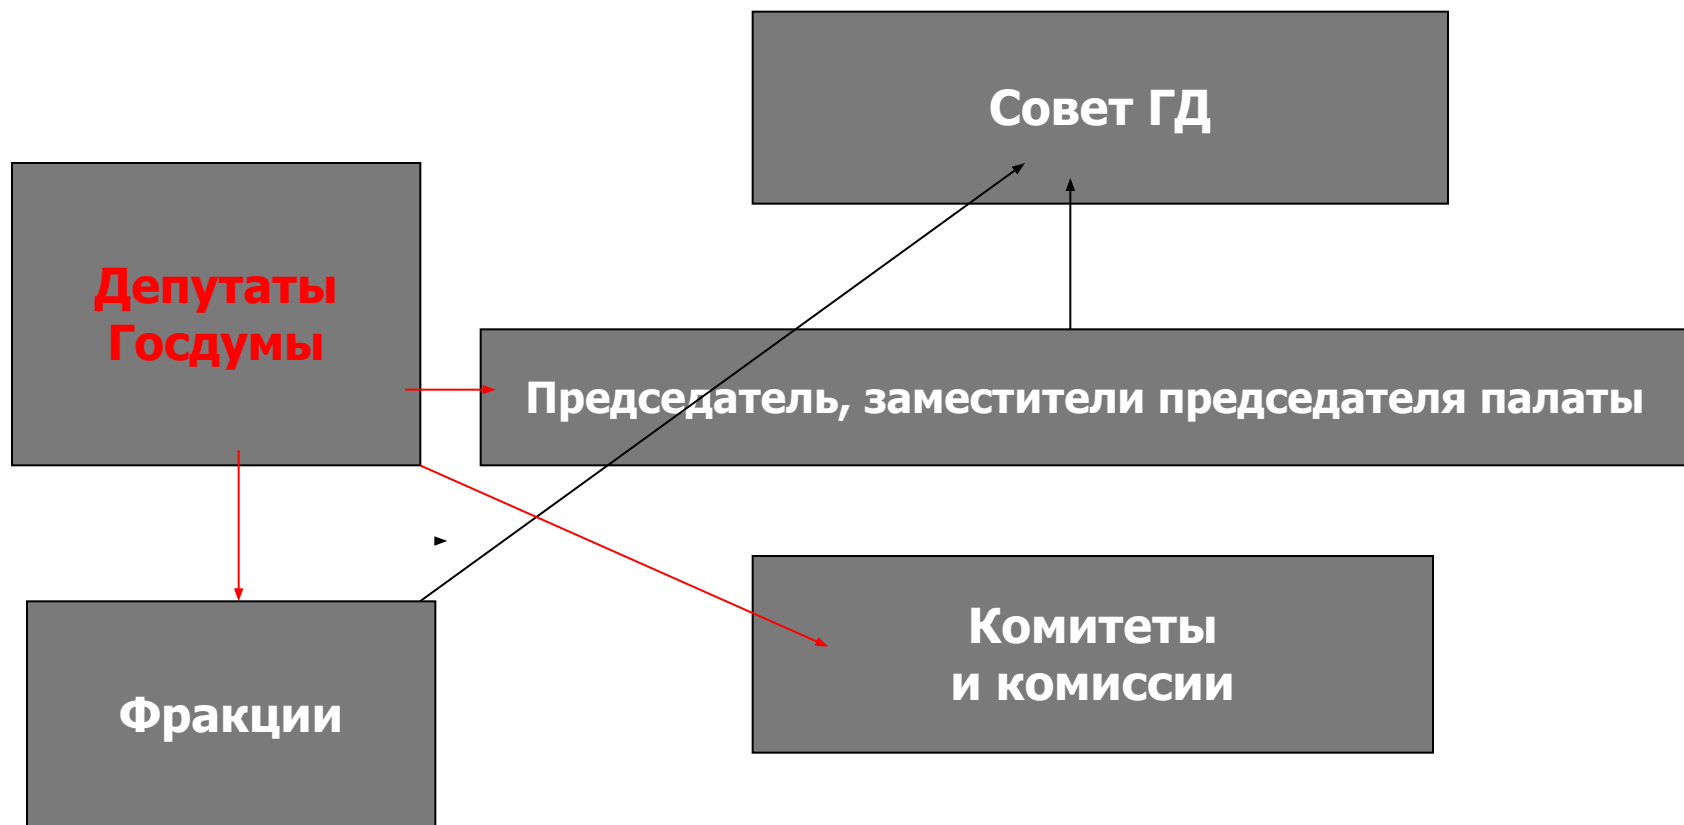 Совет ГД
Депутаты
Госдумы
Председатель, заместители председателя палаты
Комитеты
и комиссии
Фракции